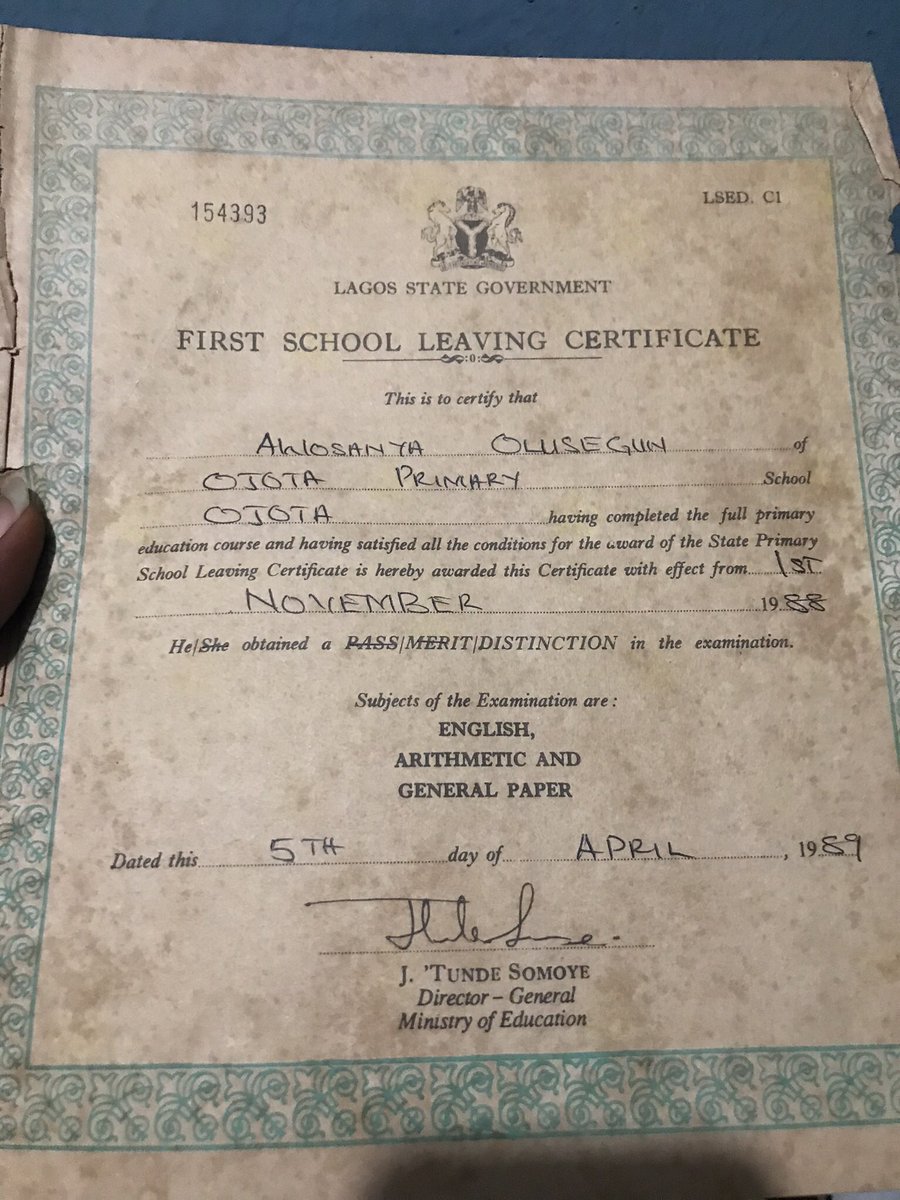 154393
LSED. C1
LAGOS STATE GOVERNMENT
FIRST SCHOOL LEAVING CERTIFICATE
:0:
This is to certify that
AWOSANYA OLUSEGUN of
OJOTA PRIMARY School
OJOTA having completed the full primary
education course and having satisfied all the conditions for the award of the State Primary
School Leaving Certificate is hereby awarded this Certificate with effect from 1ST
NOVEMBER 1988
He/She obtained a PASS/MERIT/DISTINCTION in the examination.
Subjects of the Examination are:
ENGLISH,
ARITHMETIC AND
GENERAL PAPER
Dated this 5TH day of APRIL, 1989
J. 'TUNDE SOMOYE
Director – General
Ministry of Education